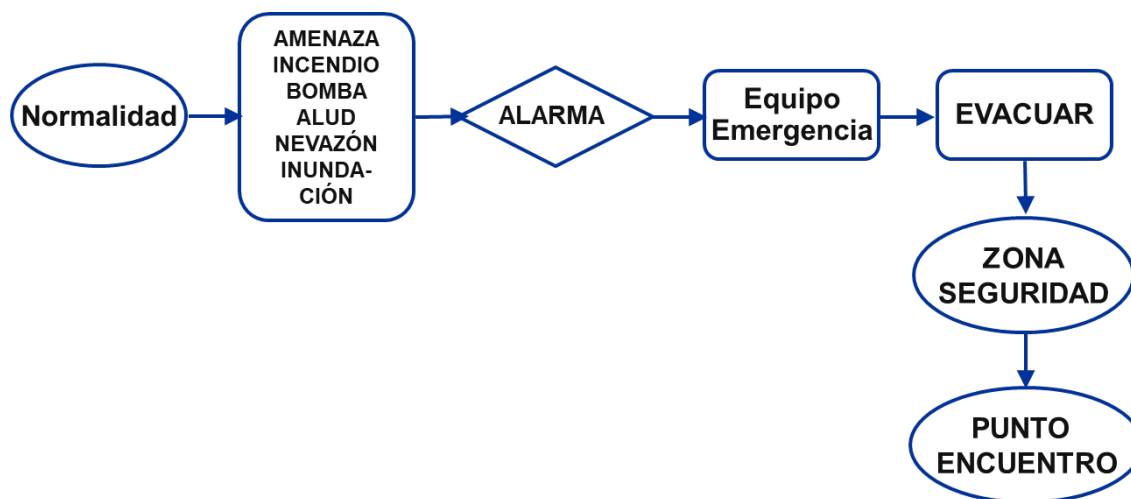 Normalidad
AMENAZA
INCENDIO
BOMBA
ALUD
NEVAZÓN
INUNDA-
CIÓN
ALARMA
Equipo
Emergencia
EVACUAR
ZONA
SEGURIDAD
PUNTO
ENCUENTRO